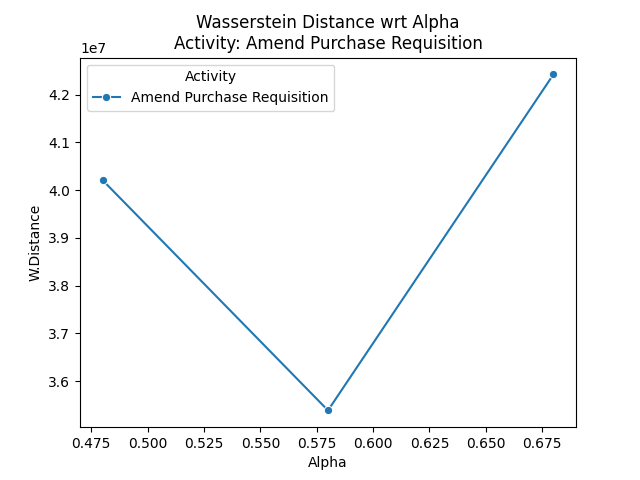 Wasserstein Distance wrt Alpha
Activity: Amend Purchase Requisition
1e7
Activity
Amend Purchase Requisition
4.2
4.1
4.0
3.9
3.8
3.7
3.6
W.Distance
0.475 0.500 0.525 0.550 0.575 0.600 0.625 0.650 0.675
Alpha